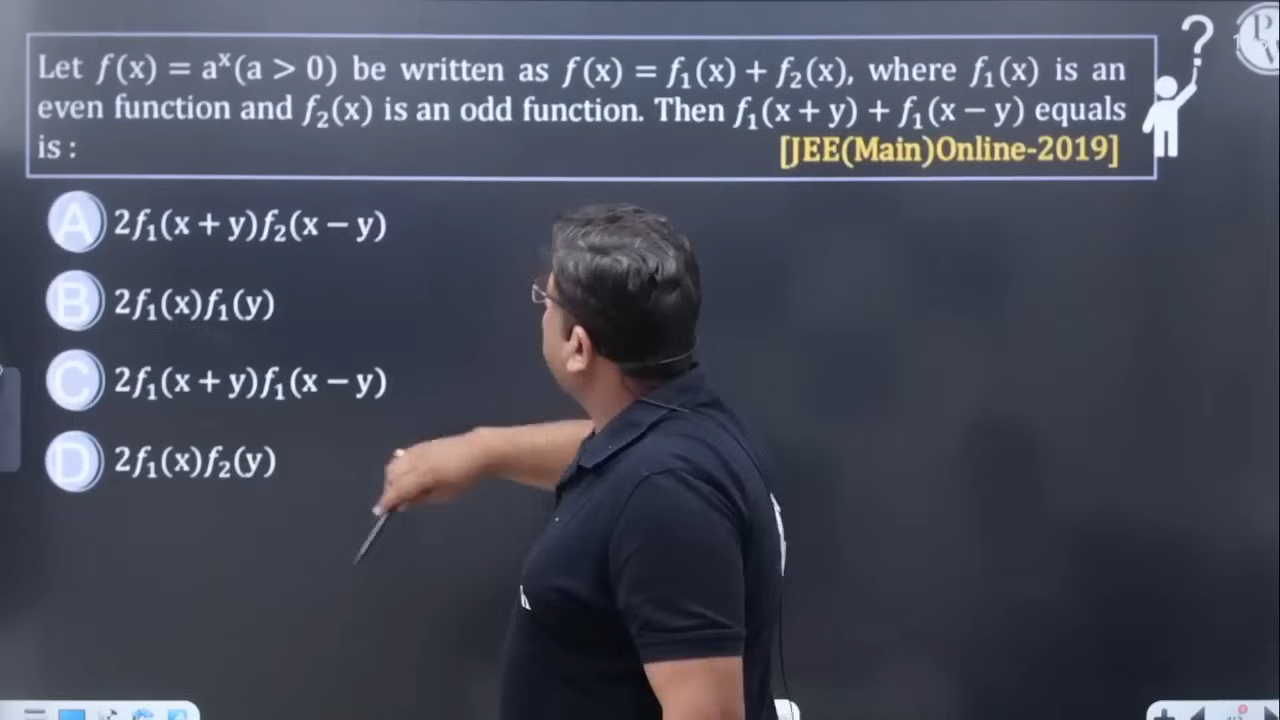 Let f(x) = aˣ(a > 0) be written as f(x) = f₁(x) + f₂(x), where f₁(x) is an
even function and f₂(x) is an odd function. Then f₁(x + y) + f₁(x − y) equals
is :
[JEE(Main)Online-2019]
?
A 2f₁(x + y)f₂(x − y)
B 2f₁(x)f₁(y)
C 2f₁(x + y)f₁(x − y)
D 2f₁(x)f₂(y)